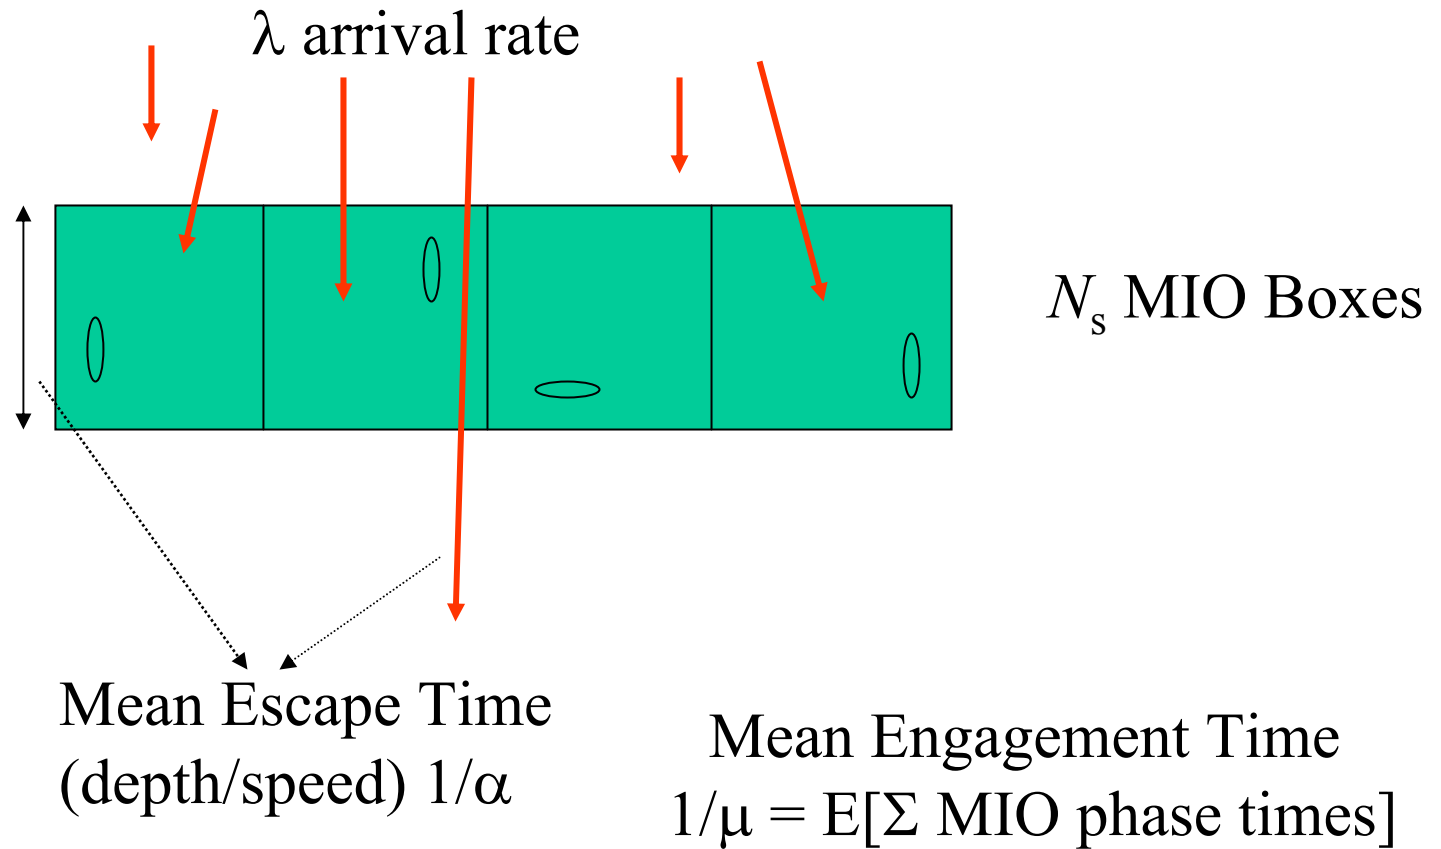 λ arrival rate
Ns MIO Boxes
Mean Escape Time
(depth/speed) 1/α
Mean Engagement Time
1/μ = E[Σ MIO phase times]